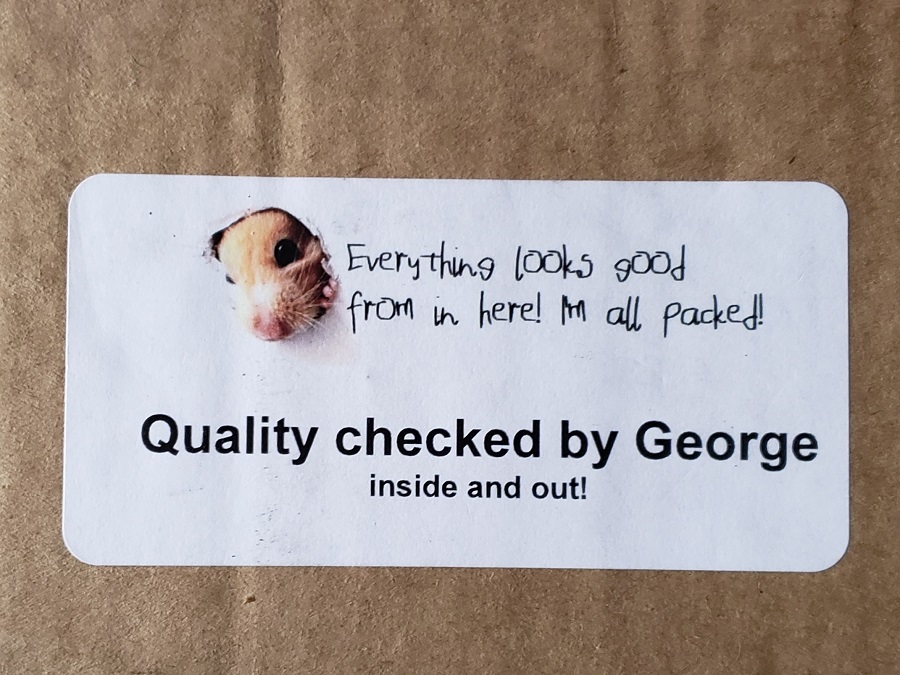 Everything looks good
from in here! I'm all packed!
Quality checked by George
inside and out!